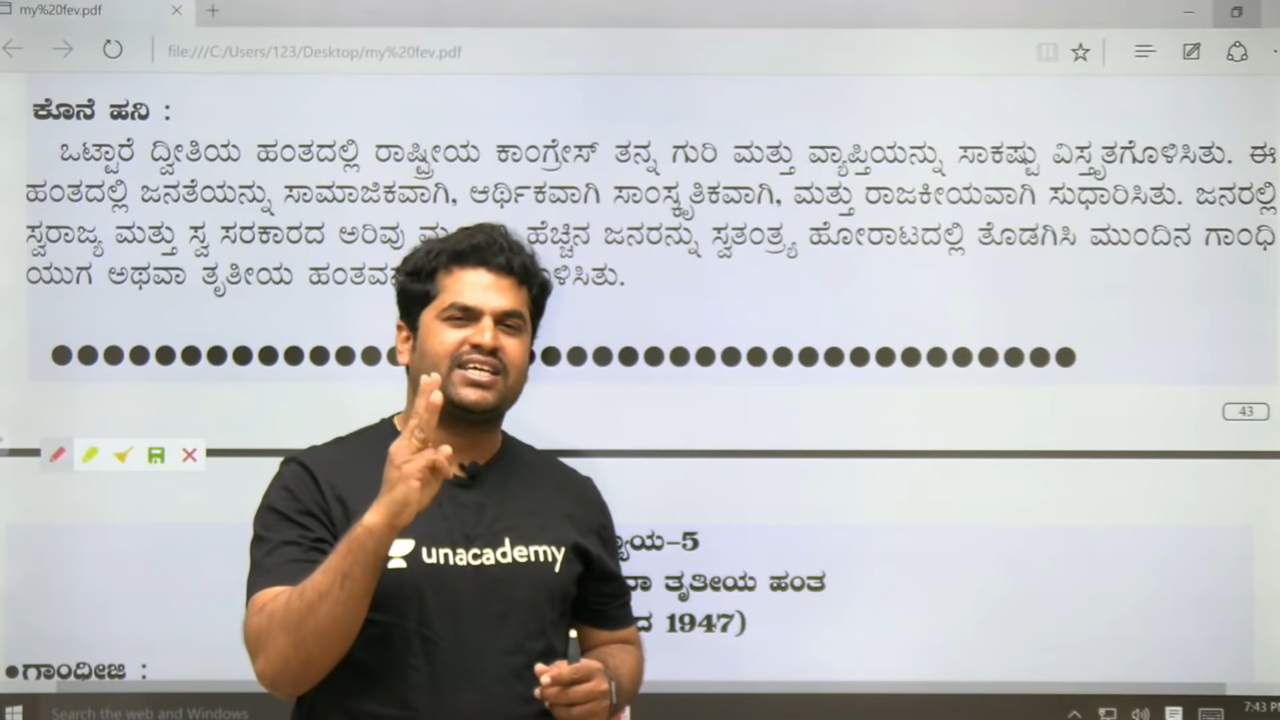 my%20fev.pdf
file:///C:/Users/123/Desktop/my%20fev.pdf
ಕೊನೆ ಹನಿ :
ಒಟ್ಟಾರೆ ದ್ವೀತಿಯ ಹಂತದಲ್ಲಿ ರಾಷ್ಟ್ರೀಯ ಕಾಂಗ್ರೇಸ್ ತನ್ನ ಗುರಿ ಮತ್ತು ವ್ಯಾಪ್ತಿಯನ್ನು ಸಾಕಷ್ಟು ವಿಸ್ತೃತಗೊಳಿಸಿತು. ಈ
ಹಂತದಲ್ಲಿ ಜನತೆಯನ್ನು ಸಾಮಾಜಿಕವಾಗಿ, ಆರ್ಥಿಕವಾಗಿ ಸಾಂಸ್ಕೃತಿಕವಾಗಿ, ಮತ್ತು ರಾಜಕೀಯವಾಗಿ ಸುಧಾರಿಸಿತು. ಜನರಲ್ಲಿ
ಸ್ವರಾಜ್ಯ ಮತ್ತು ಸ್ವ ಸರಕಾರದ ಅರಿವು ಹೆಚ್ಚಿನ ಜನರನ್ನು ಸ್ವತಂತ್ರ್ಯ ಹೋರಾಟದಲ್ಲಿ ತೊಡಗಿಸಿ ಮುಂದಿನ ಗಾಂಧಿ
ಯುಗ ಅಥವಾ ತೃತೀಯ ಹಂತವ ಳಿಸಿತು.
43
ಯ-5
ತೃತೀಯ ಹಂತ
ದ 1947)
●ಗಾಂಧೀಜಿ :
unacademy
Search the web and Windows
7:43 P